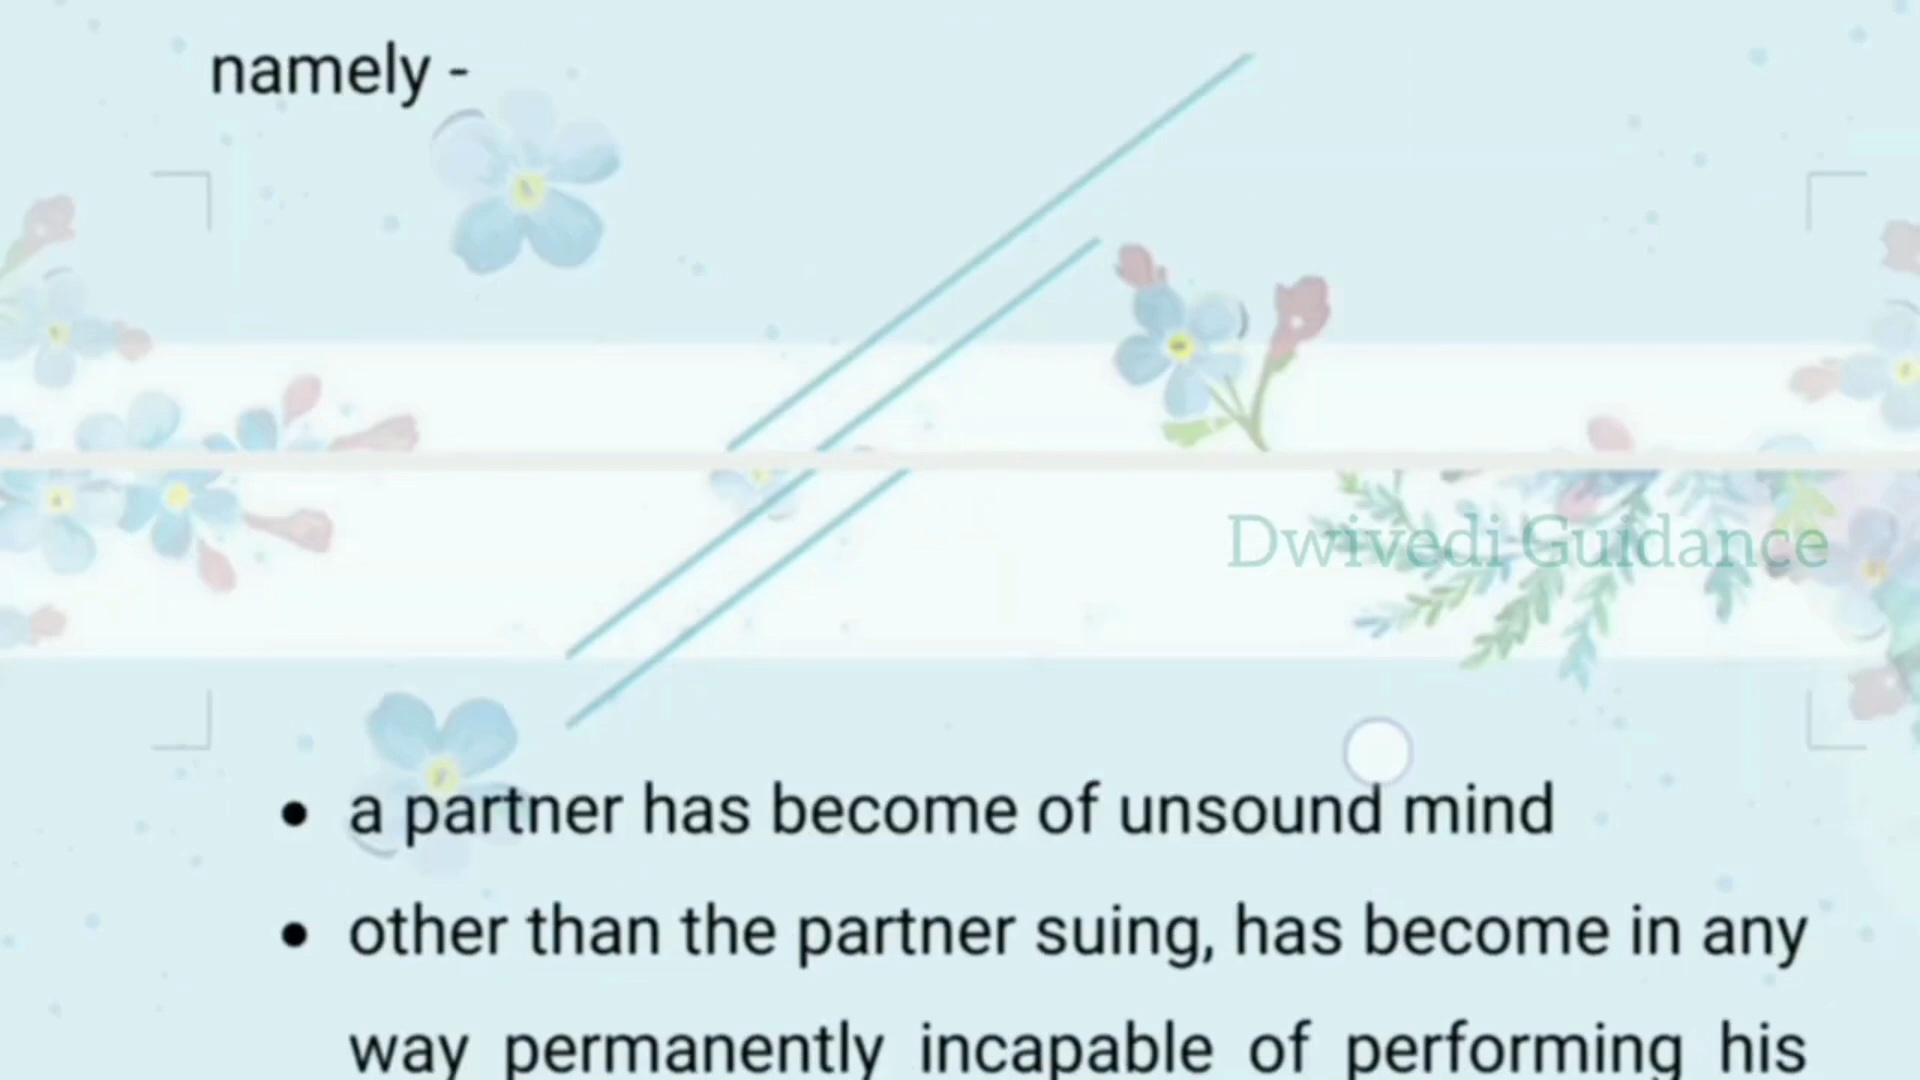 namely -
Dwivedi Guidance
• a partner has become of unsound mind
• other than the partner suing, has become in any
way permanently incapable of performing his